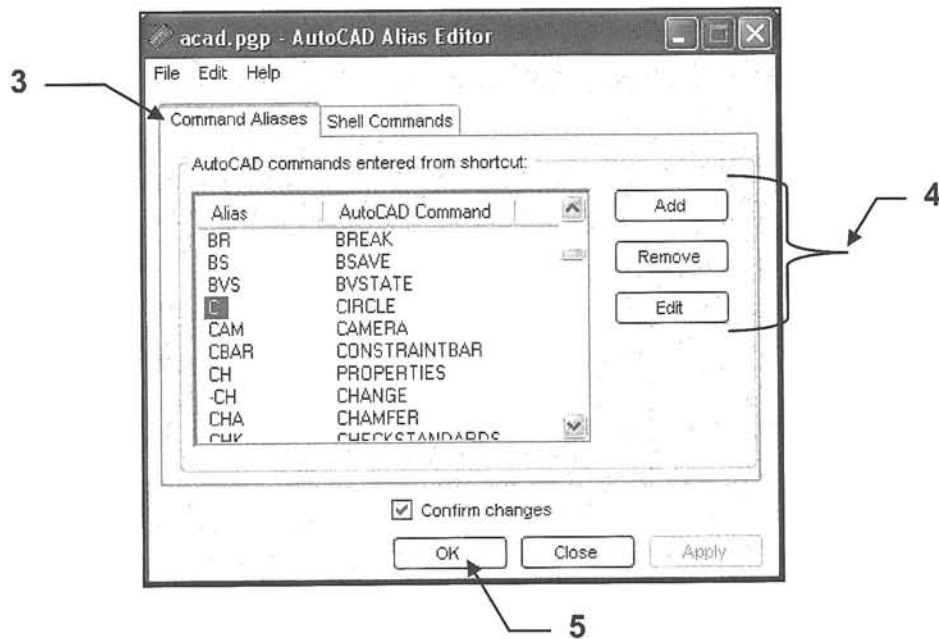 acad.pgp - AutoCAD Alias Editor
File Edit Help
3
Command Aliases Shell Commands
AutoCAD commands entered from shortcut:
Alias AutoCAD Command
BR BREAK
BS BSAVE
BVS BVSTATE
C CIRCLE
CAM CAMERA
CBAR CONSTRAINTBAR
CH PROPERTIES
-CH CHANGE
CHA CHAMFER
CHK CHECKSTANDARDS
Add
Remove
Edit
4
Confirm changes
OK Close Apply
5